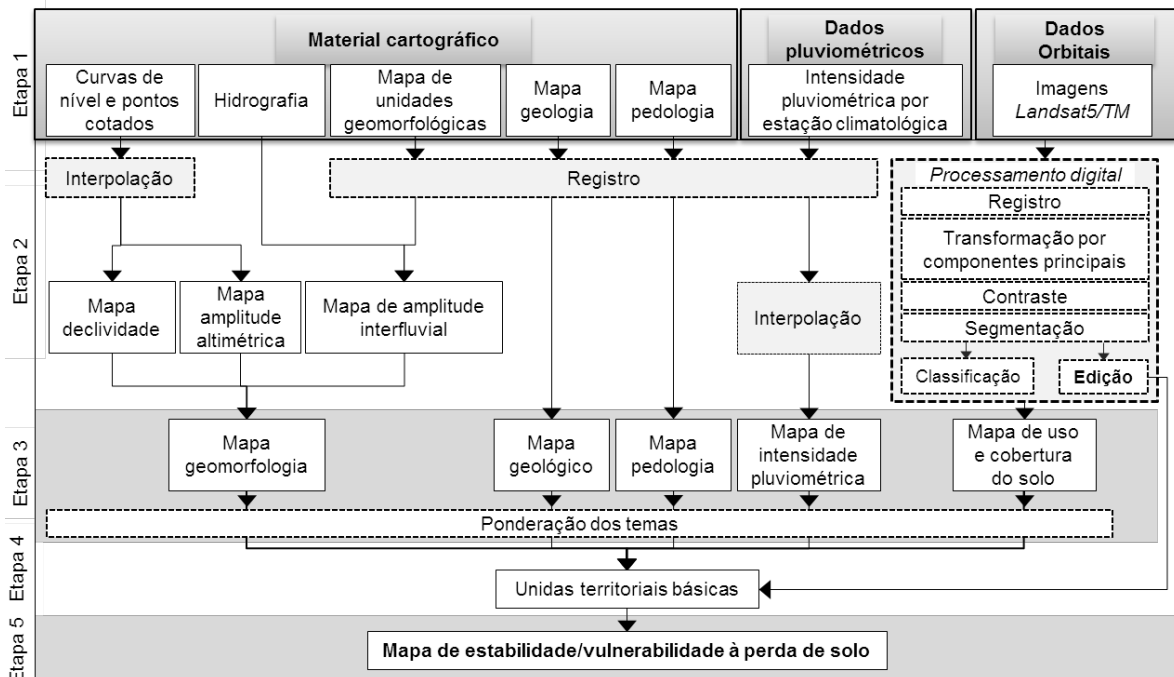 Etapa 1
Material cartográfico
Dados
pluviométricos
Dados
Orbitais
Curvas de
nível e pontos
cotados
Hidrografia
Mapa de
unidades
geomorfológicas
Mapa
geologia
Mapa
pedologia
Intensidade
pluviométrica por
estação climatológica
Imagens
Landsat5/TM
Etapa 2
Interpolação
Registro
Processamento digital
Registro
Transformação por
componentes principais
Contraste
Segmentação
Classificação
Edição
Mapa
declividade
Mapa
amplitude
altimétrica
Mapa de amplitude
interfluvial
Interpolação
Etapa 3
Mapa
geomorfologia
Mapa
geológico
Mapa
pedologia
Mapa de
intensidade
pluviométrica
Mapa de uso
e cobertura
do solo
Ponderação dos temas
Etapa 4
Unidas territoriais básicas
Etapa 5
Mapa de estabilidade/vulnerabilidade à perda de solo